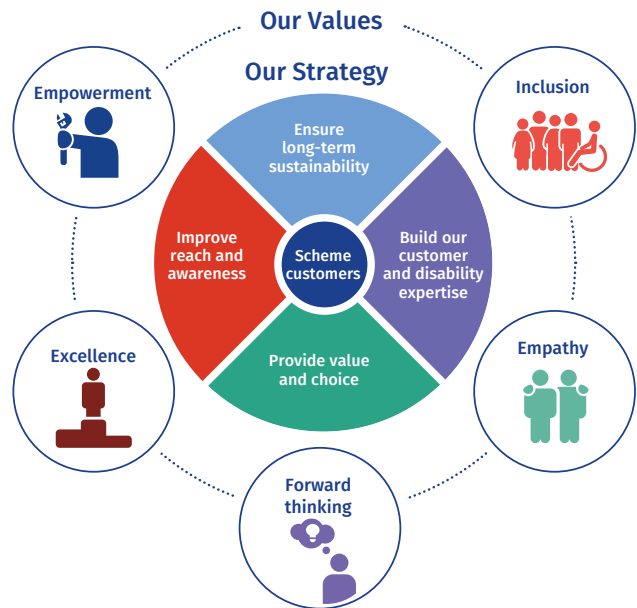 Our Values
Our Strategy
Empowerment
Inclusion
Ensure
long-term
sustainability
Improve
reach and
awareness
Scheme
customers
Build our
customer
and disability
expertise
Provide value
and choice
Excellence
Empathy
Forward
thinking